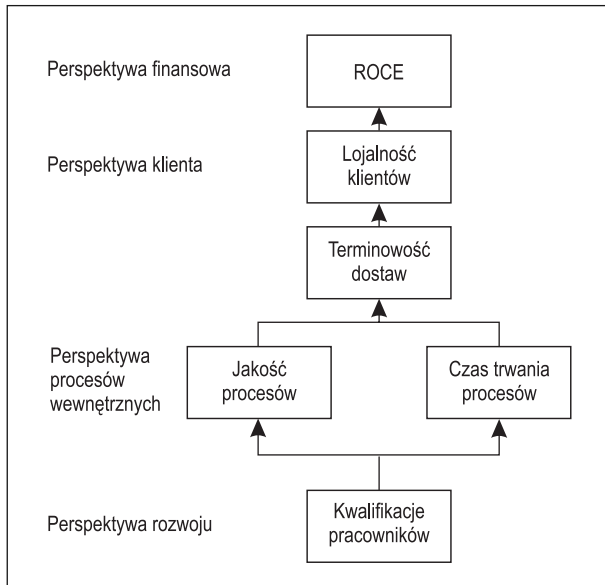 Perspektywa finansowa
ROCE
Perspektywa klienta
Lojalność
klientów
Terminowość
dostaw
Perspektywa
procesów
wewnętrznych
Jakość
procesów
Czas trwania
procesów
Perspektywa rozwoju
Kwalifikacje
pracowników